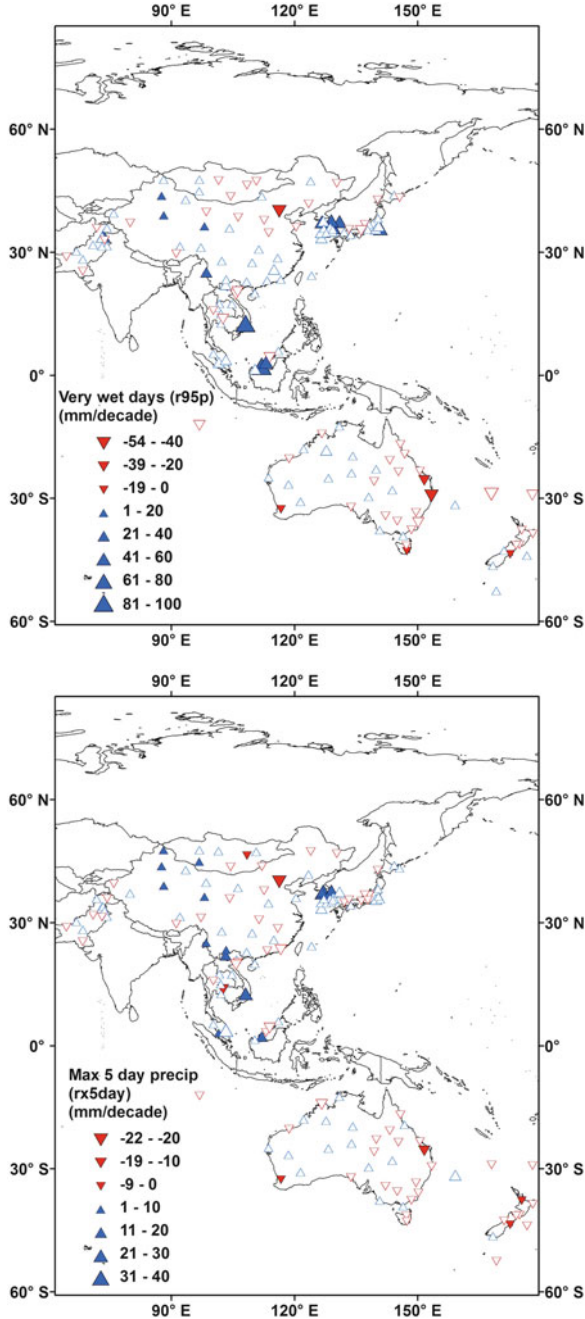 90° E 120° E 150° E
60° N 60° N
30° N 30° N
0° 0°
Very wet days (r95p)
(mm/decade)
-54 - -40
-39 - -20
-19 - 0
1 - 20
21 - 40
41 - 60
61 - 80
81 - 100
30° S 30° S
60° S 60° S
90° E 120° E 150° E
90° E 120° E 150° E
60° N 60° N
30° N 30° N
0° 0°
Max 5 day precip
(rx5day)
(mm/decade)
-22 - -20
-19 - -10
-9 - 0
1 - 10
11 - 20
21 - 30
31 - 40
30° S 30° S
60° S 60° S
90° E 120° E 150° E